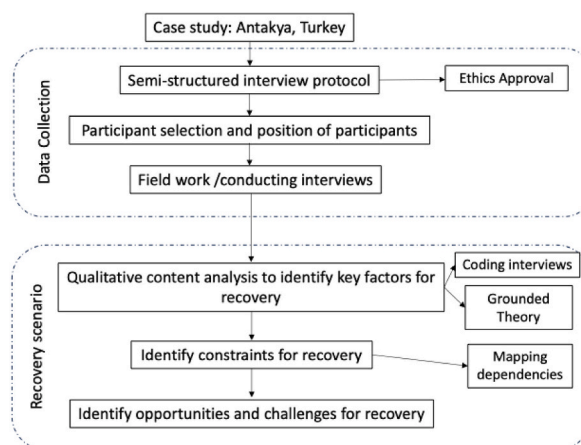 Case study: Antakya, Turkey
Data Collection
Semi-structured interview protocol
Ethics Approval
Participant selection and position of participants
Field work /conducting interviews
Recovery scenario
Qualitative content analysis to identify key factors for
recovery
Coding interviews
Grounded
Theory
Identify constraints for recovery
Mapping
dependencies
Identify opportunities and challenges for recovery